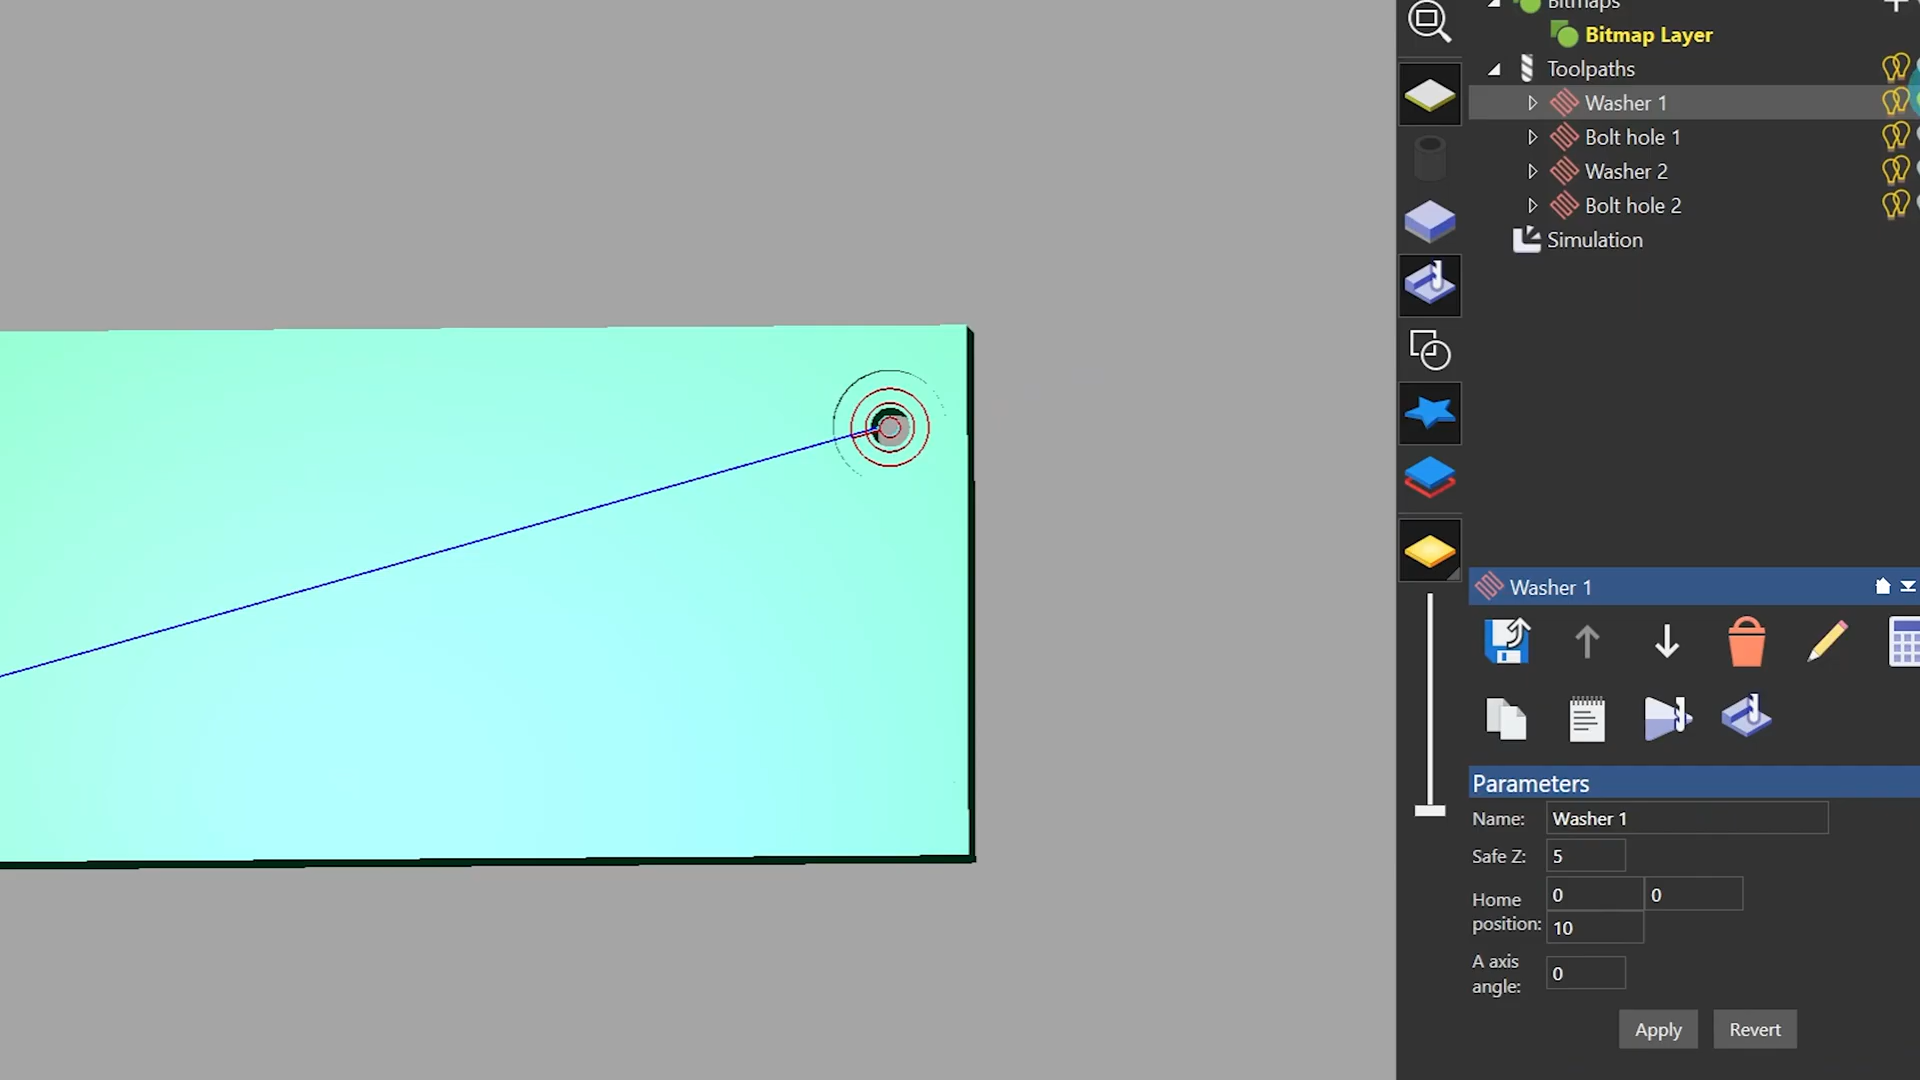 Bitmaps
Bitmap Layer
Toolpaths
Washer 1
Bolt hole 1
Washer 2
Bolt hole 2
Simulation
Washer 1
Parameters
Name: Washer 1
Safe Z: 5
Home position: 0 0
10
A axis angle: 0
Apply Revert